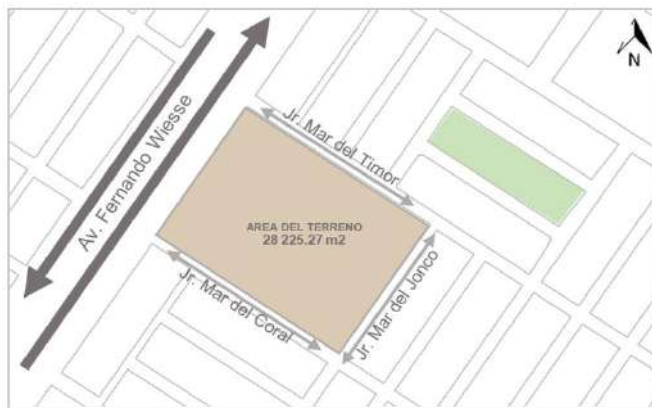 N
Jr. Mar del Timor
Av. Fernando Wiesse
AREA DEL TERRENO
28 225.27 m2
Jr. Mar del Coral
Jr. Mar del Jonco